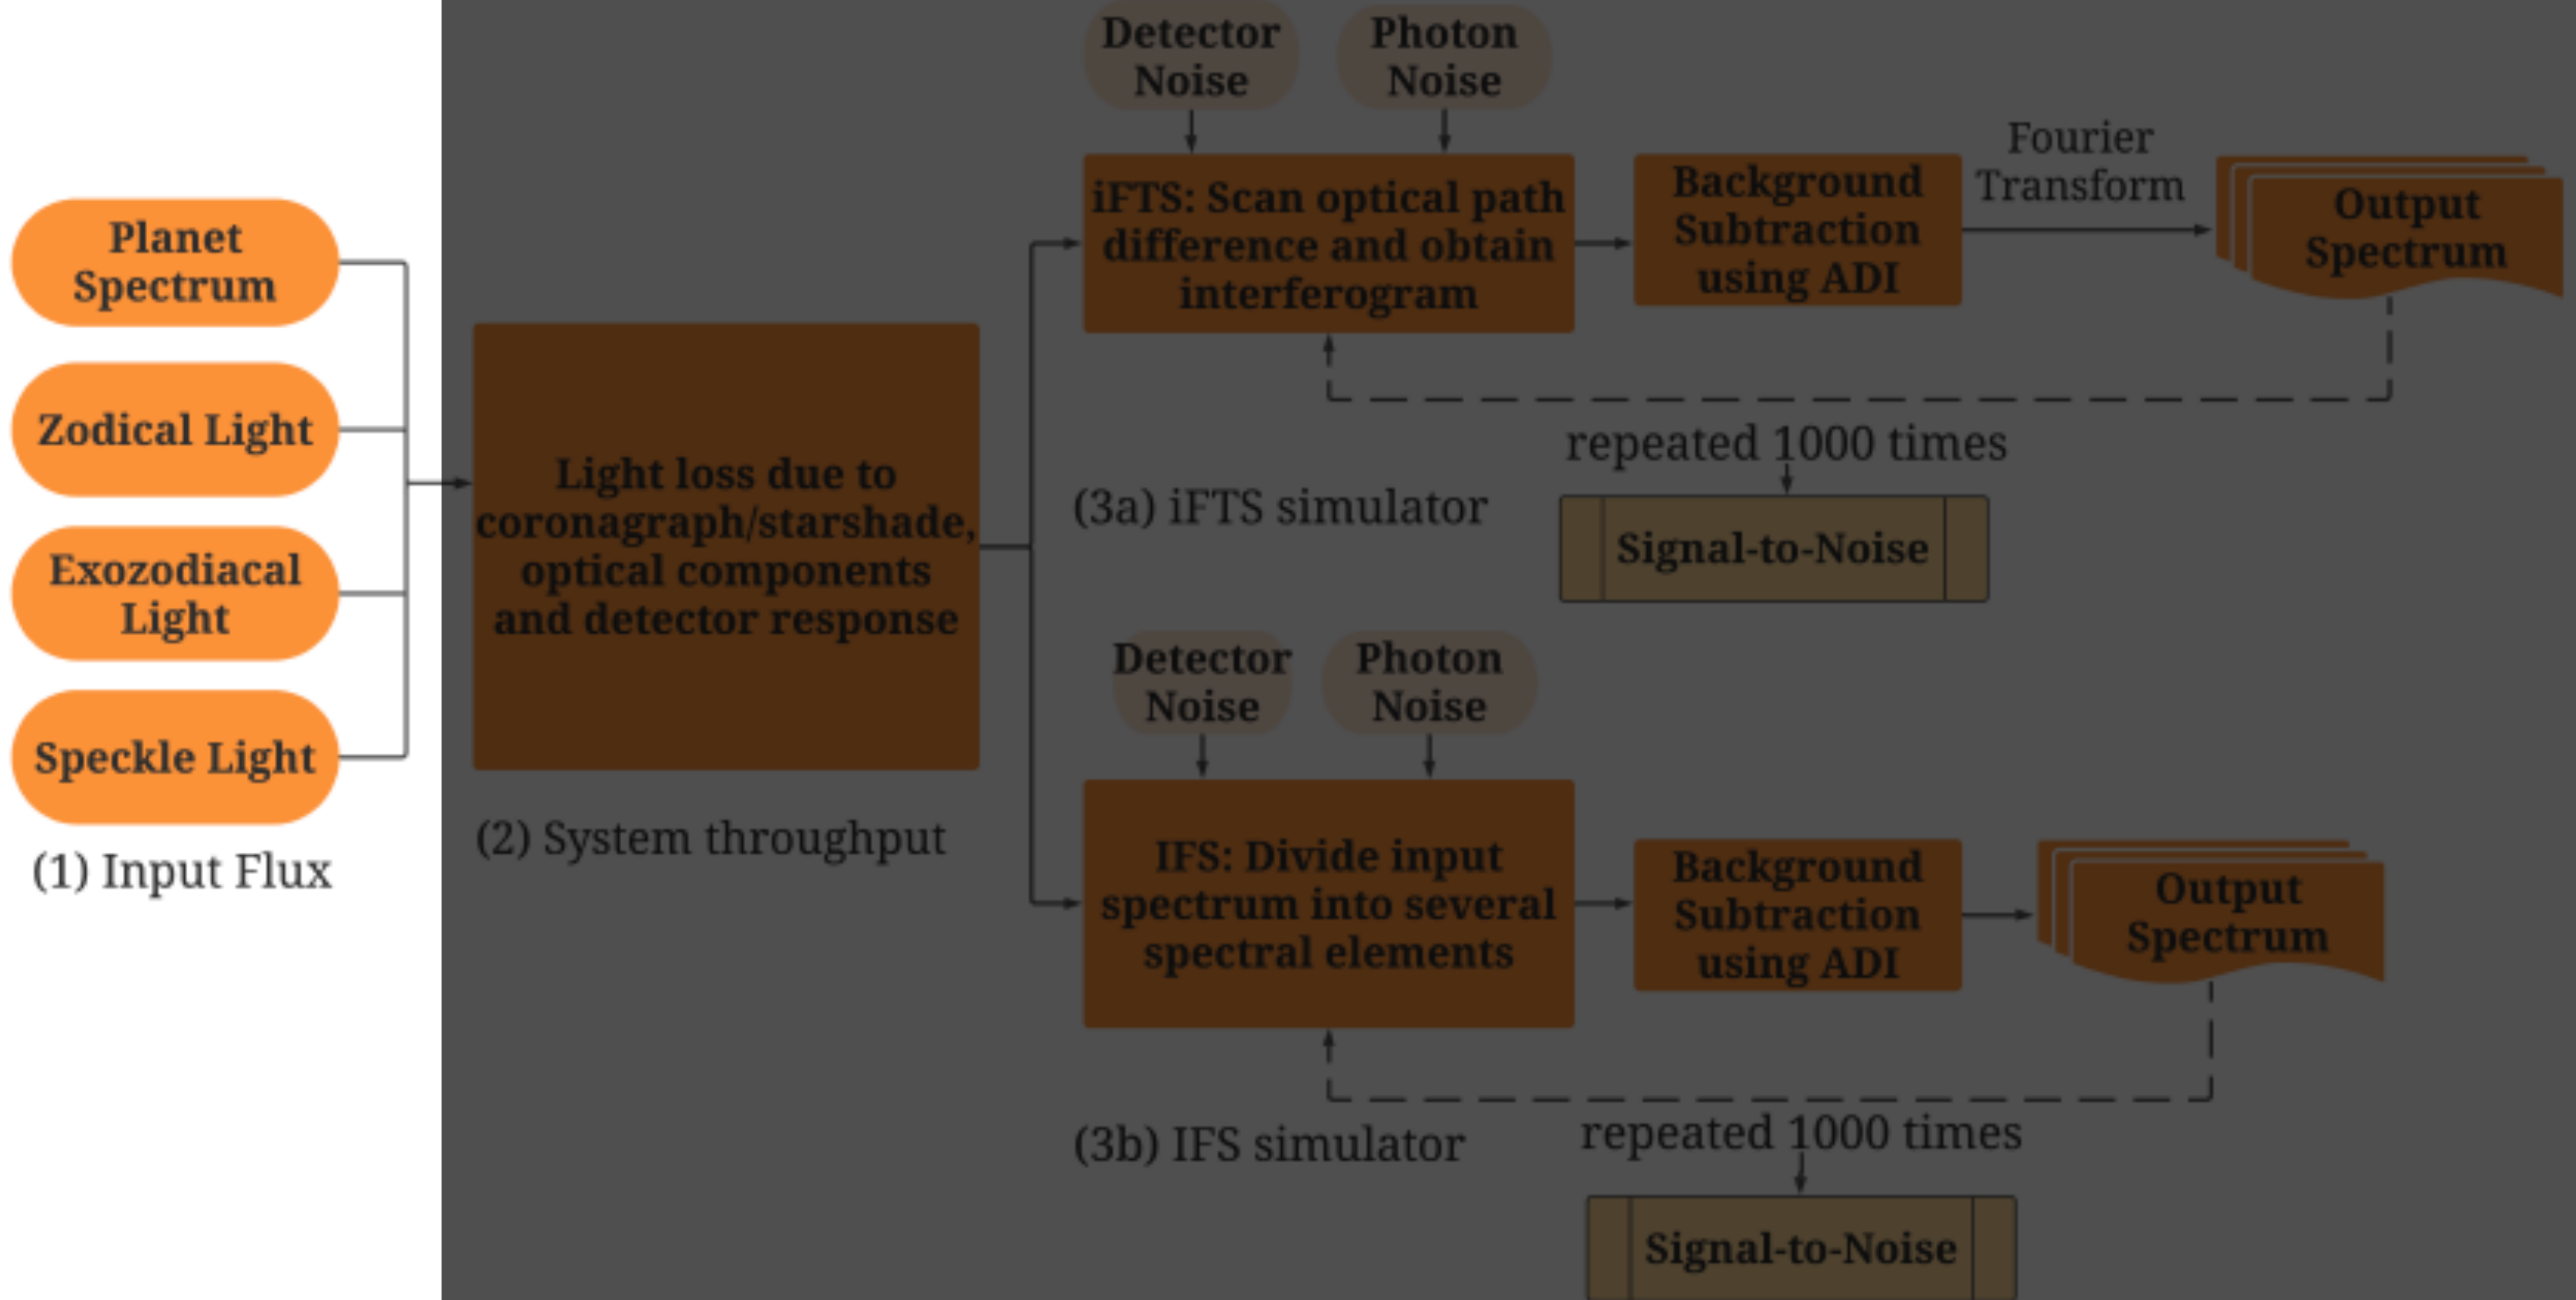 Planet
Spectrum
Zodical Light
Exozodiacal
Light
Speckle Light
(1) Input Flux
Light loss due to
coronagraph/starshade,
optical components
and detector response
(2) System throughput
Detector
Noise
Photon
Noise
iFTS: Scan optical path
difference and obtain
interferogram
Background
Subtraction
using ADI
Fourier
Transform
Output
Spectrum
repeated 1000 times
(3a) iFTS simulator
Signal-to-Noise
Detector
Noise
Photon
Noise
IFS: Divide input
spectrum into several
spectral elements
Background
Subtraction
using ADI
Output
Spectrum
(3b) IFS simulator
repeated 1000 times
Signal-to-Noise